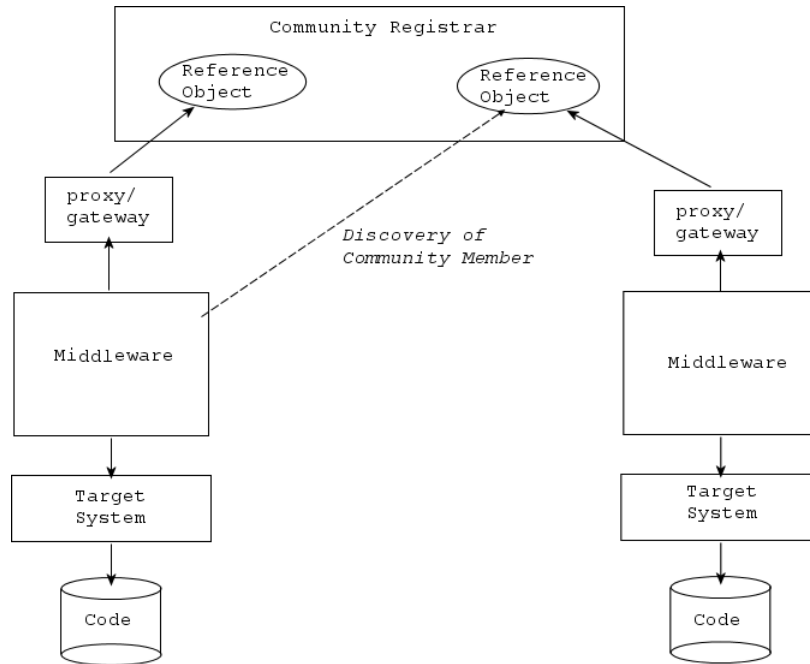 Community Registrar
Reference
Object
Reference
Object
proxy/
gateway
proxy/
gateway
Discovery of
Community Member
Middleware
Middleware
Target
System
Target
System
Code
Code